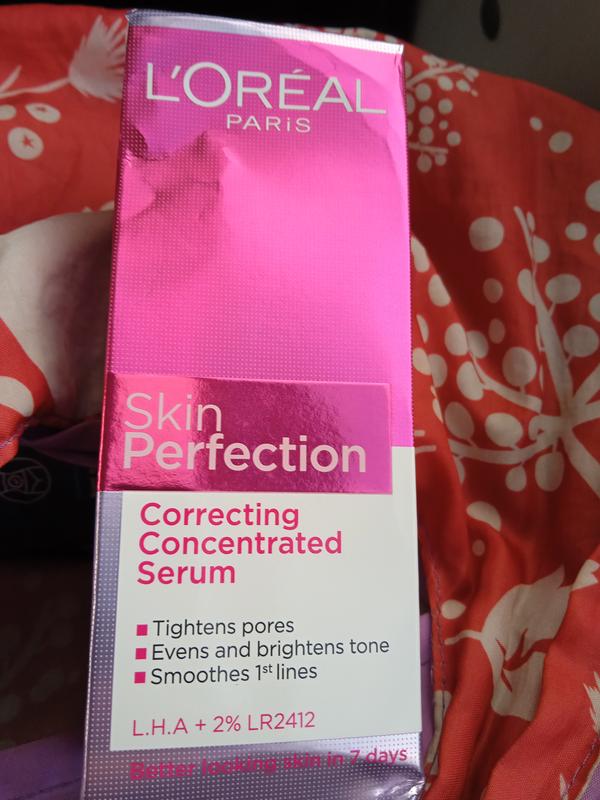 L'ORÉAL
PARiS
Skin
Perfection
Correcting
Concentrated
Serum
Tightens pores
Evens and brightens tone
Smoothes 1st lines
L.H.A + 2% LR2412
Better looking skin in 7 days